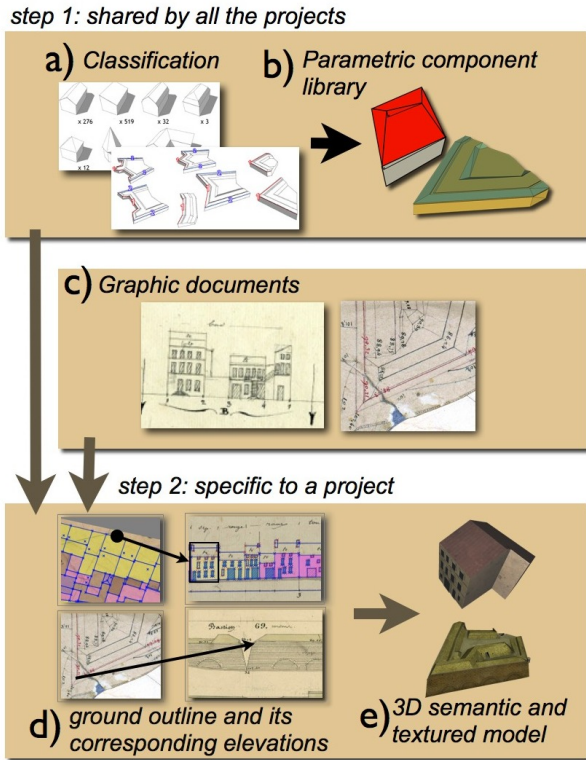 step 1: shared by all the projects
a) Classification
b) Parametric component
library
x 276
x 519
x 32
x 3
x 12
c) Graphic documents
B
step 2: specific to a project
d) ground outline and its
corresponding elevations
e) 3D semantic and
textured model